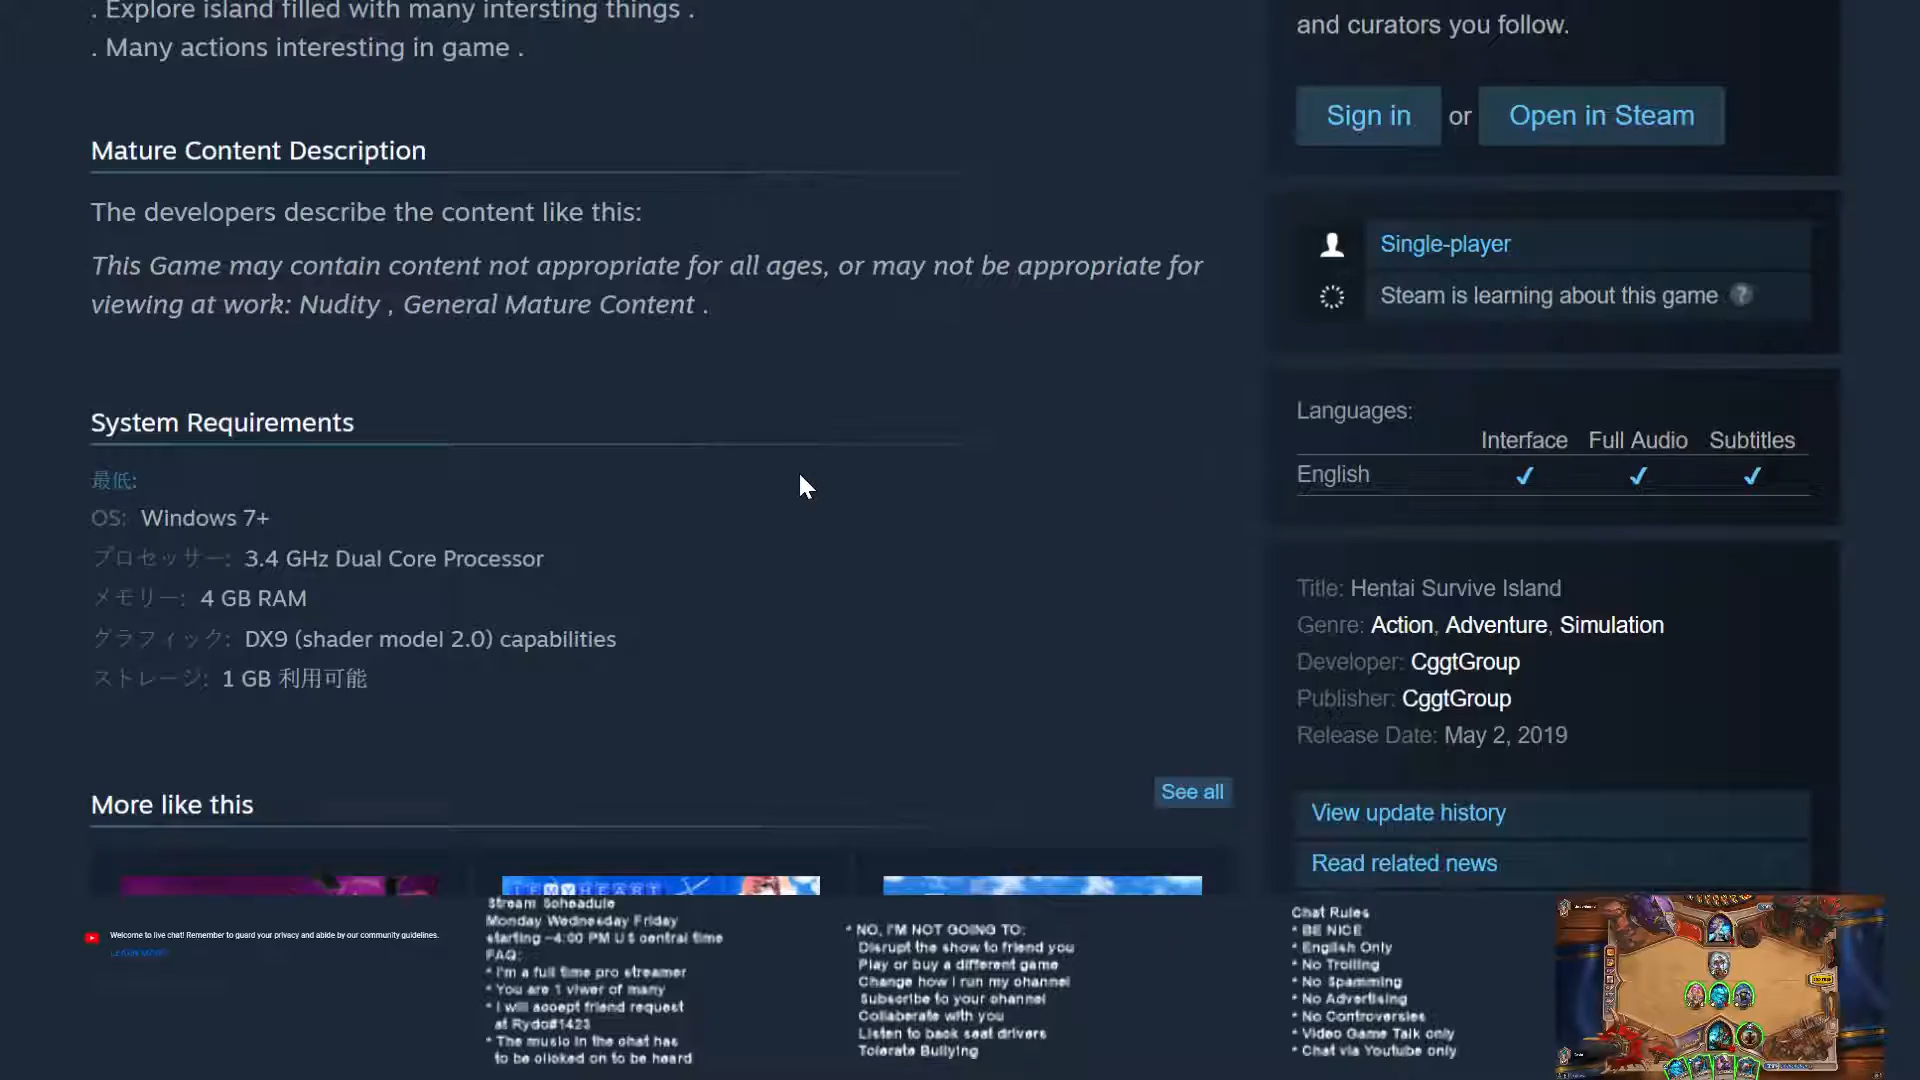 . Explore island filled with many intersting things .
. Many actions interesting in game .
Mature Content Description
The developers describe the content like this:
This Game may contain content not appropriate for all ages, or may not be appropriate for
viewing at work: Nudity , General Mature Content .
System Requirements
最低:
OS: Windows 7+
プロセッサー: 3.4 GHz Dual Core Processor
メモリー: 4 GB RAM
グラフィック: DX9 (shader model 2.0) capabilities
ストレージ: 1 GB 利用可能
More like this
See all
and curators you follow.
Sign in or Open in Steam
Single-player
Steam is learning about this game ?
Languages:
Interface Full Audio Subtitles
English ✓ ✓ ✓
Title: Hentai Survive Island
Genre: Action, Adventure, Simulation
Developer: CggtGroup
Publisher: CggtGroup
Release Date: May 2, 2019
View update history
Read related news
Welcome to live chat! Remember to guard your privacy and abide by our community guidelines.
LEARN MORE
MY HEART
Stream Soheadule
Monday Wednesday Friday
starting ~4:00 PM US central time
FAQ:
* I'm a full time pro streamer
* You are 1 viwer of many
* I will accept friend request
at Rydo#1423
* The music in the chat has
to be clicked on to be heard
* NO, I'M NOT GOING TO:
Disrupt the show to friend you
Play or buy a different game
Change how I run my channel
Subscribe to your channel
Collaberate with you
Listen to back seat drivers
Tolerate Bullying
Chat Rules
* BE NICE
* English Only
* No Trolling
* No Spamming
* No Advertising
* No Controversies
* Video Game Talk only
* Chat via Youtube only